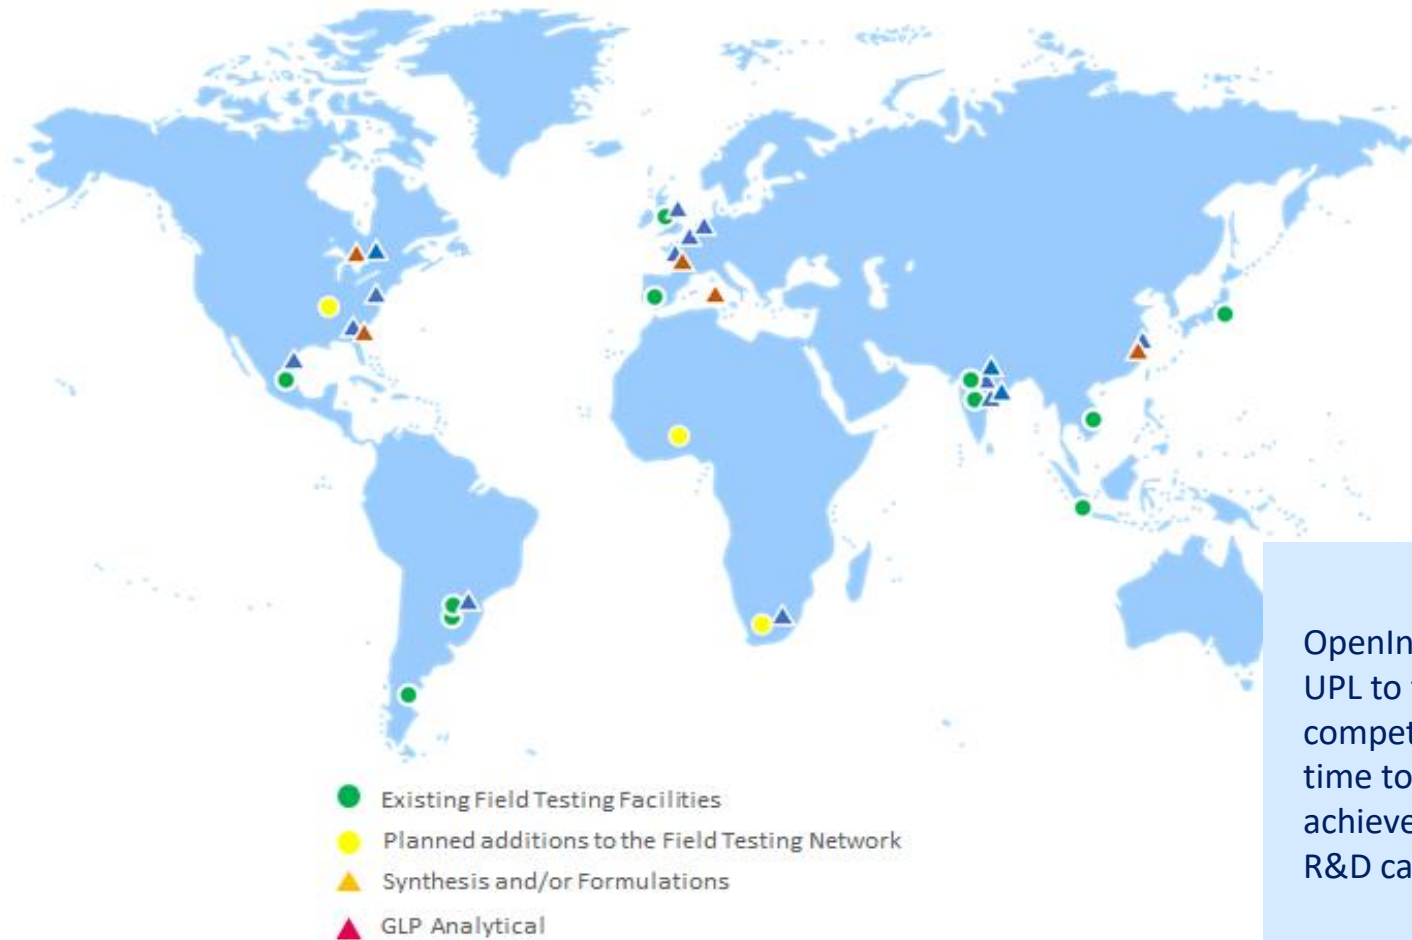 Existing Field Testing Facilities
Planned additions to the Field Testing Network
Synthesis and/or Formulations
GLP Analytical
UPL to
time to